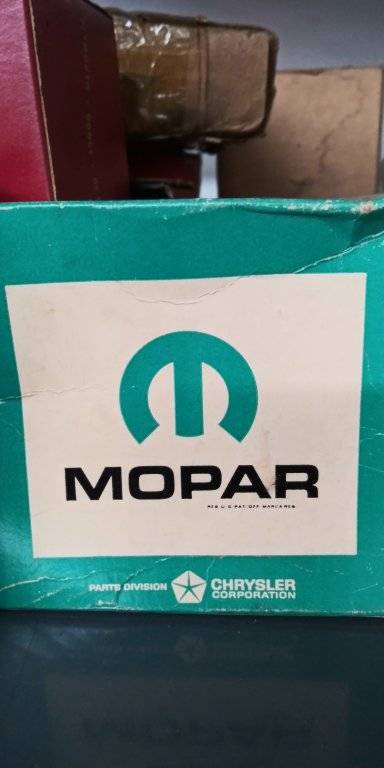 MOPAR
REG U S PAT OFF MARCA REG
PARTS DIVISION
CHRYSLER
CORPORATION